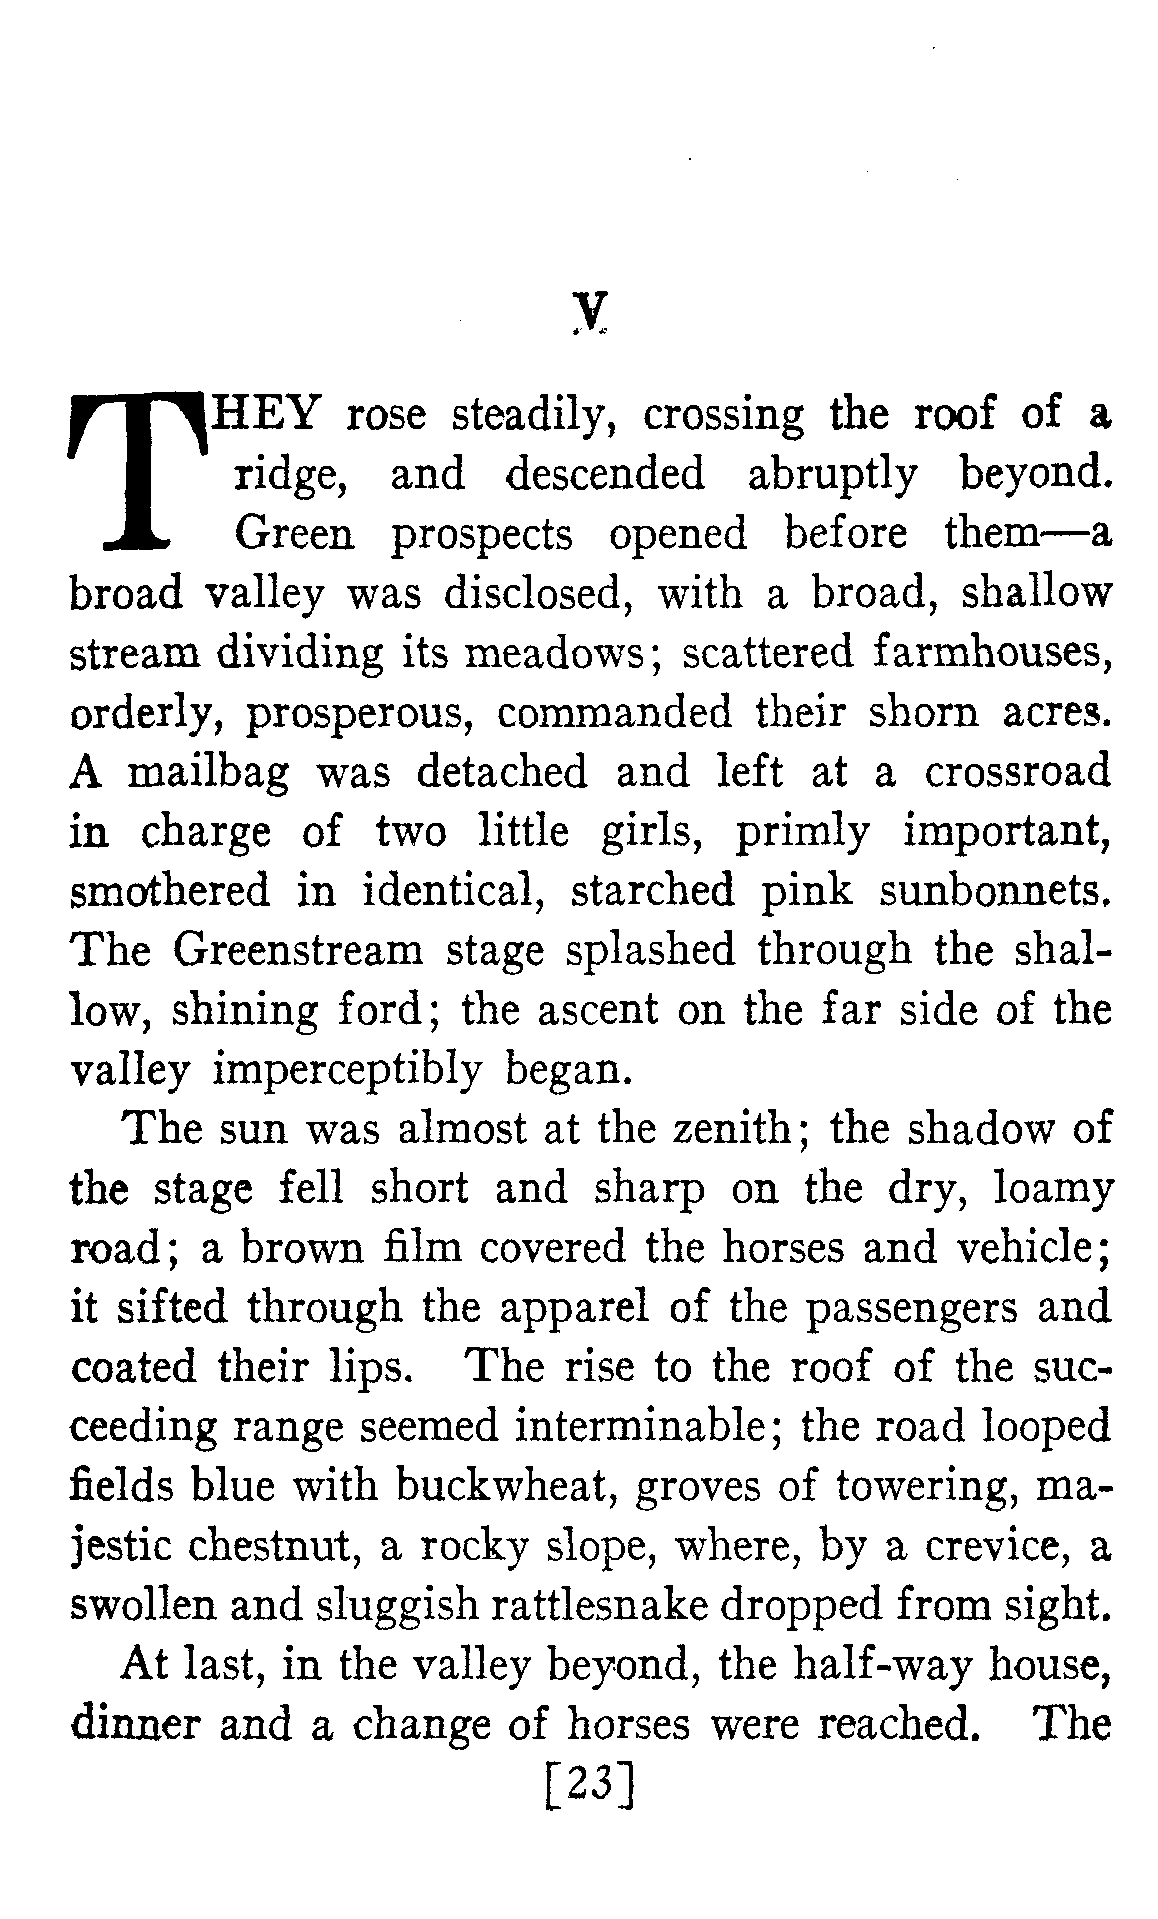 V
THEY rose steadily, crossing the roof of a
ridge, and descended abruptly beyond.
Green prospects opened before them—a
broad valley was disclosed, with a broad, shallow
stream dividing its meadows; scattered farmhouses,
orderly, prosperous, commanded their shorn acres.
A mailbag was detached and left at a crossroad
in charge of two little girls, primly important,
smothered in identical, starched pink sunbonnets.
The Greenstream stage splashed through the shal-
low, shining ford; the ascent on the far side of the
valley imperceptibly began.
The sun was almost at the zenith; the shadow of
the stage fell short and sharp on the dry, loamy
road; a brown film covered the horses and vehicle;
it sifted through the apparel of the passengers and
coated their lips. The rise to the roof of the suc-
ceeding range seemed interminable; the road looped
fields blue with buckwheat, groves of towering, ma-
jestic chestnut, a rocky slope, where, by a crevice, a
swollen and sluggish rattlesnake dropped from sight.
At last, in the valley beyond, the half-way house,
dinner and a change of horses were reached. The
[23]